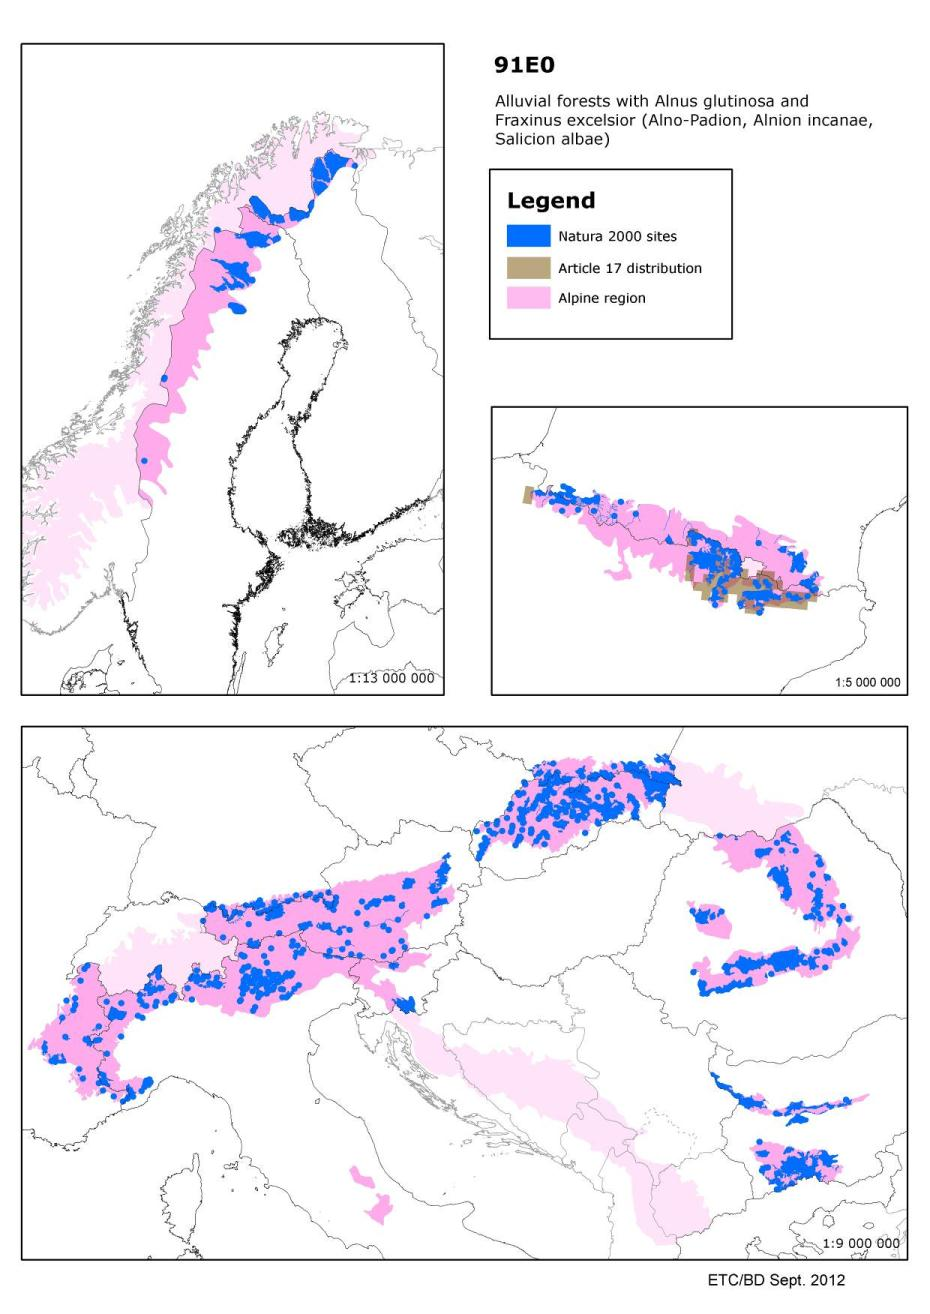 91E0
Alluvial forests with Alnus glutinosa and
Fraxinus excelsior (Alno-Padion, Alnion incanae,
Salicion albae)
Legend
Natura 2000 sites
Article 17 distribution
Alpine region
1:13 000 000
1:5 000 000
1:9 000 000
ETC/BD Sept. 2012